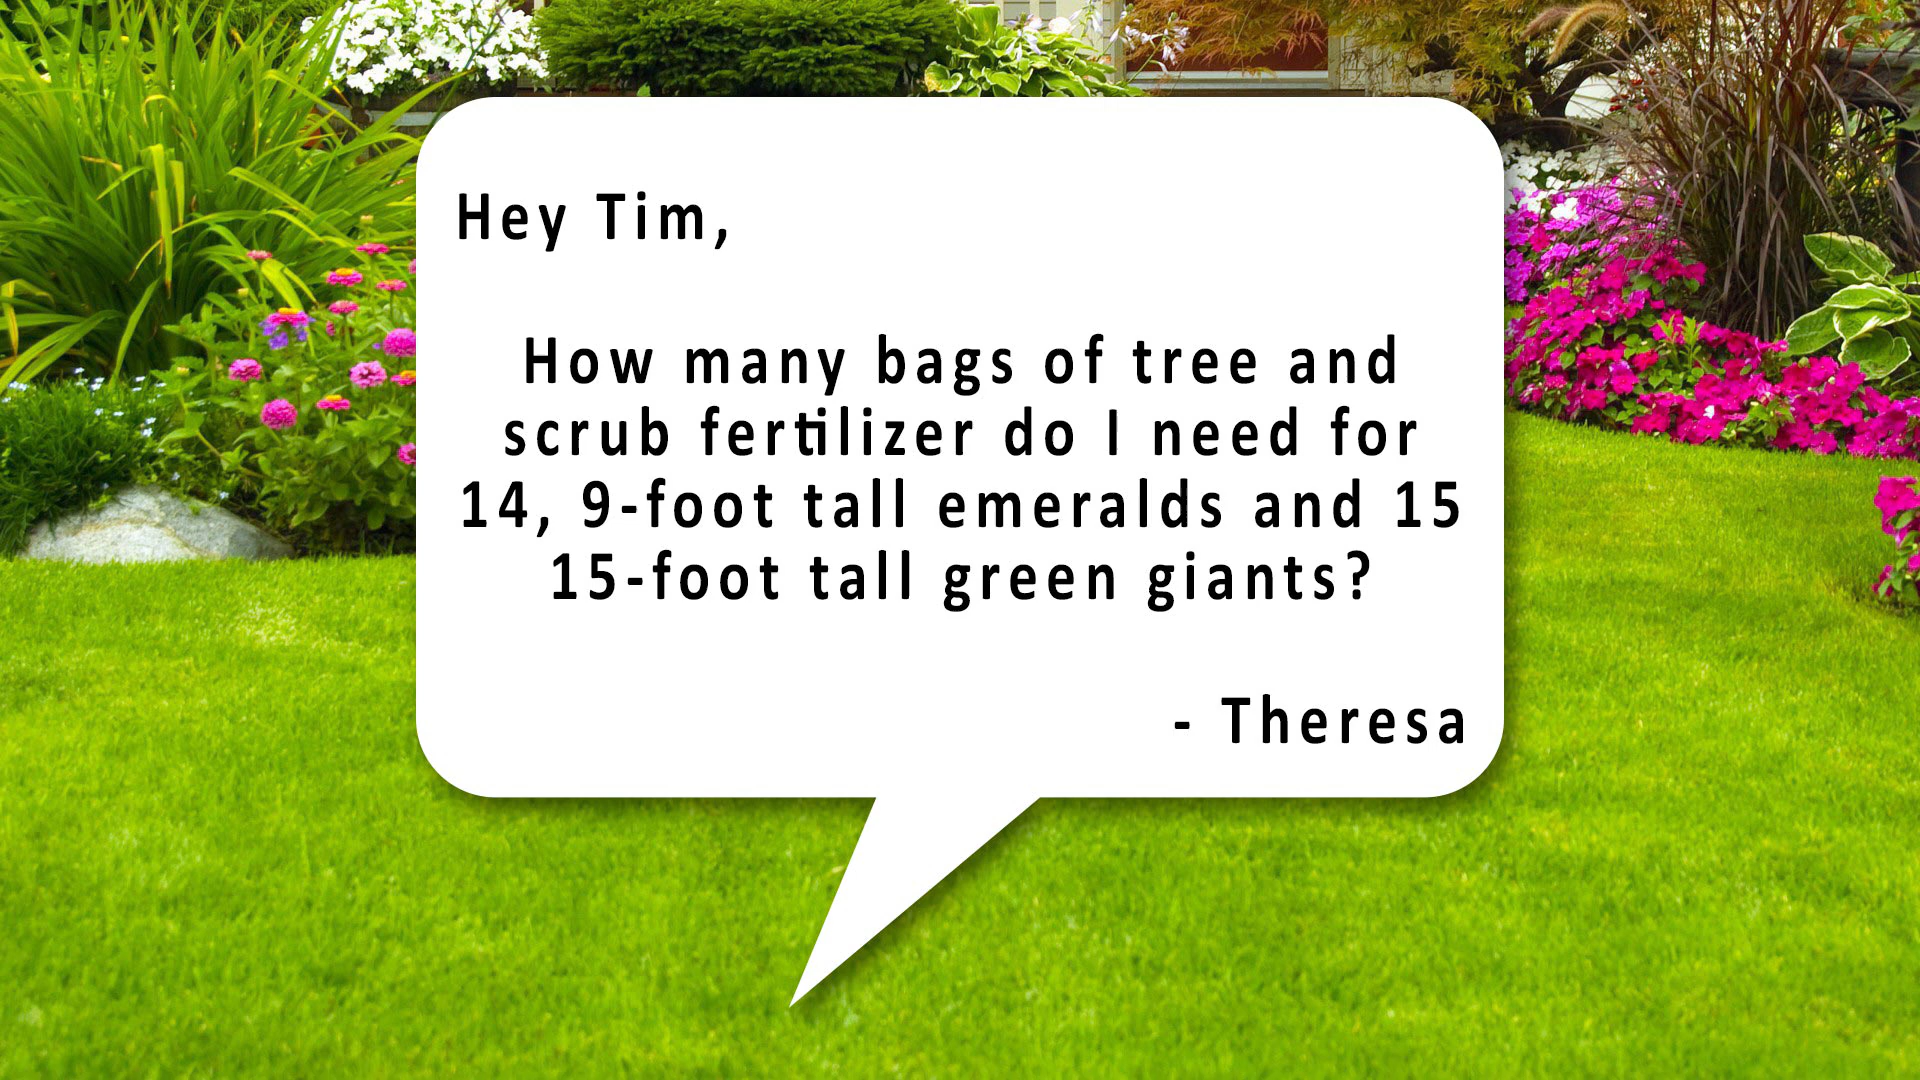 Hey Tim,
How many bags of tree and
scrub fertilizer do I need for
14, 9-foot tall emeralds and 15
15-foot tall green giants?
- Theresa